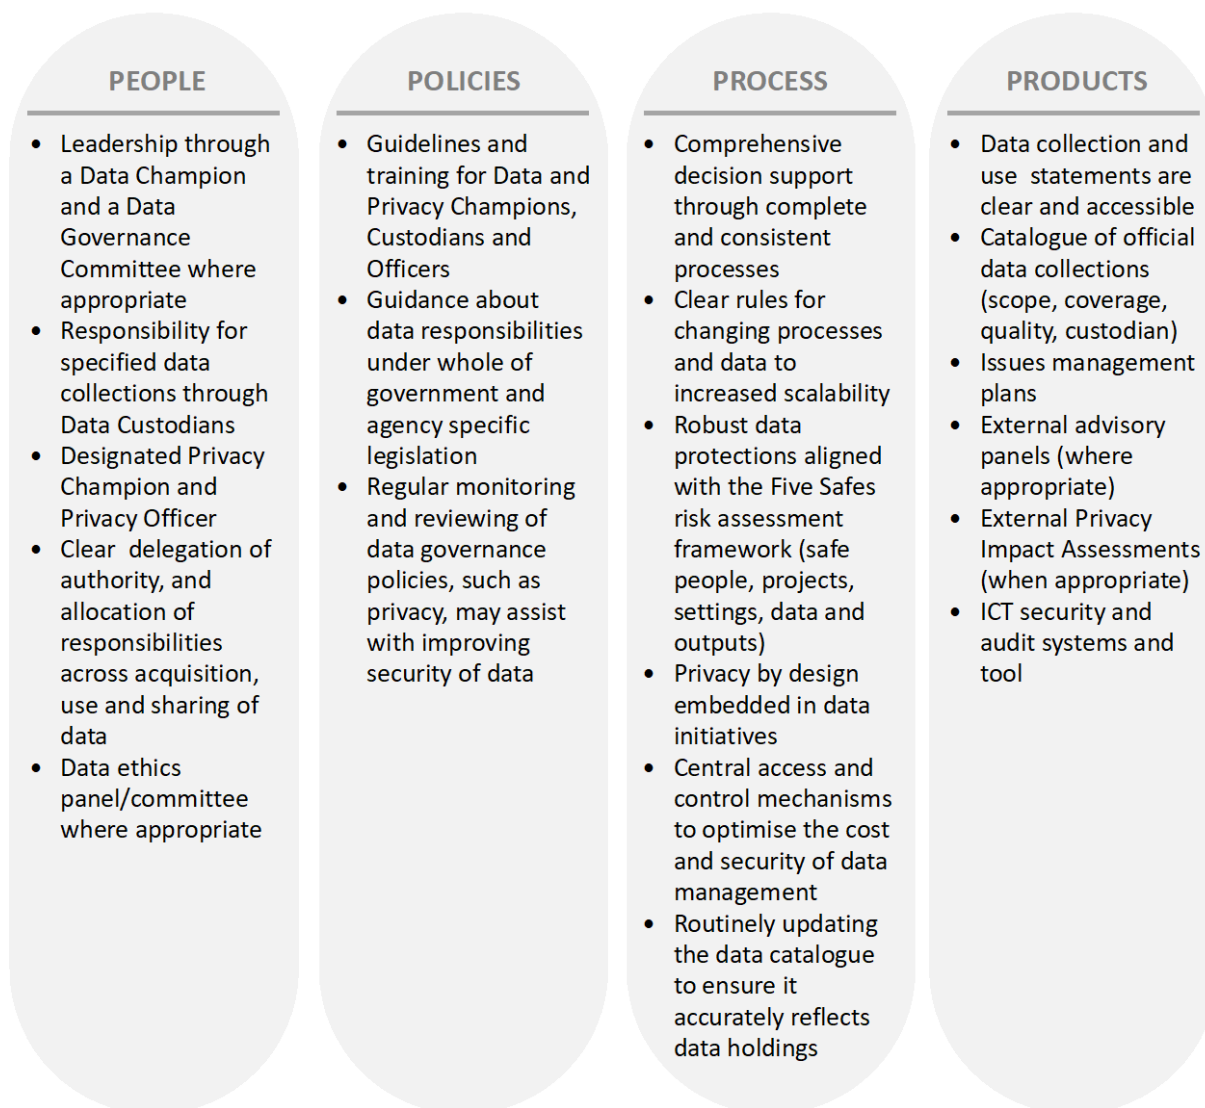 PEOPLE
• Leadership through
a Data Champion
and a Data
Governance
Committee where
appropriate
• Responsibility for
specified data
collections through
Data Custodians
• Designated Privacy
Champion and
Privacy Officer
• Clear  delegation of
authority, and
allocation of
responsibilities
across acquisition,
use and sharing of
data
• Data ethics
panel/committee
where appropriate
POLICIES
• Guidelines and
training for Data and
Privacy Champions,
Custodians and
Officers
• Guidance about
data responsibilities
under whole of
government and
agency specific
legislation
• Regular monitoring
and reviewing of
data governance
policies, such as
privacy, may assist
with improving
security of data
PROCESS
• Comprehensive
decision support
through complete
and consistent
processes
• Clear rules for
changing processes
and data to
increased scalability
• Robust data
protections aligned
with the Five Safes
risk assessment
framework (safe
people, projects,
settings, data and
outputs)
• Privacy by design
embedded in data
initiatives
• Central access and
control mechanisms
to optimise the cost
and security of data
management
• Routinely updating
the data catalogue
to ensure it
accurately reflects
data holdings
PRODUCTS
• Data collection and
use  statements are
clear and accessible
• Catalogue of official
data collections
(scope, coverage,
quality, custodian)
• Issues management
plans
• External advisory
panels (where
appropriate)
• External Privacy
Impact Assessments
(when appropriate)
• ICT security and
audit systems and
tool